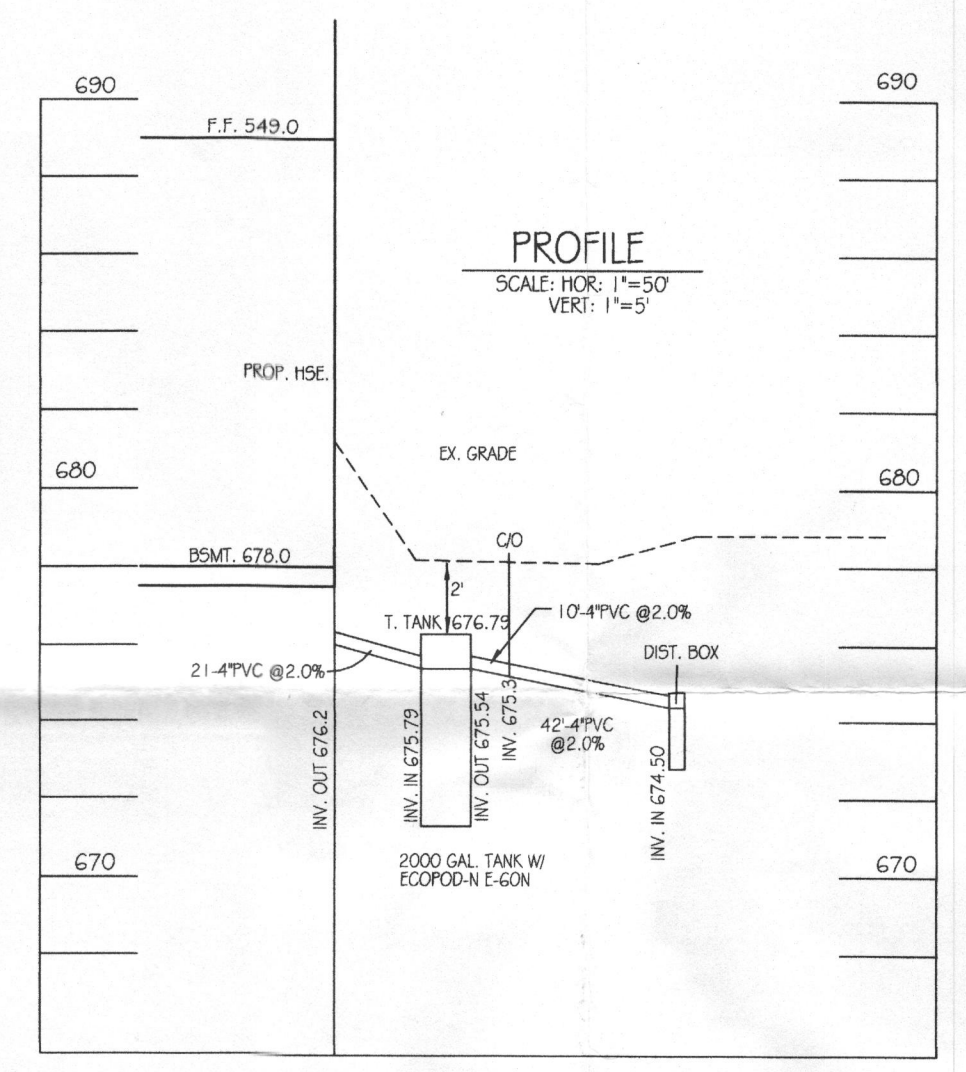 690
690
F.F. 549.0
PROFILE
SCALE: HOR: 1"=50'
VERT: 1"=5'
PROP. HSE.
EX. GRADE
680
680
C/O
BSMT. 678.0
2'
T. TANK 676.79
10'-4"PVC @2.0%
DIST. BOX
21-4"PVC @2.0%
INV. OUT 676.2
INV. IN 675.79
INV. OUT 675.54
INV. 675.3
42'-4"PVC
@2.0%
INV. IN 674.50
2000 GAL. TANK W/
ECOPOD-N E-60N
670
670